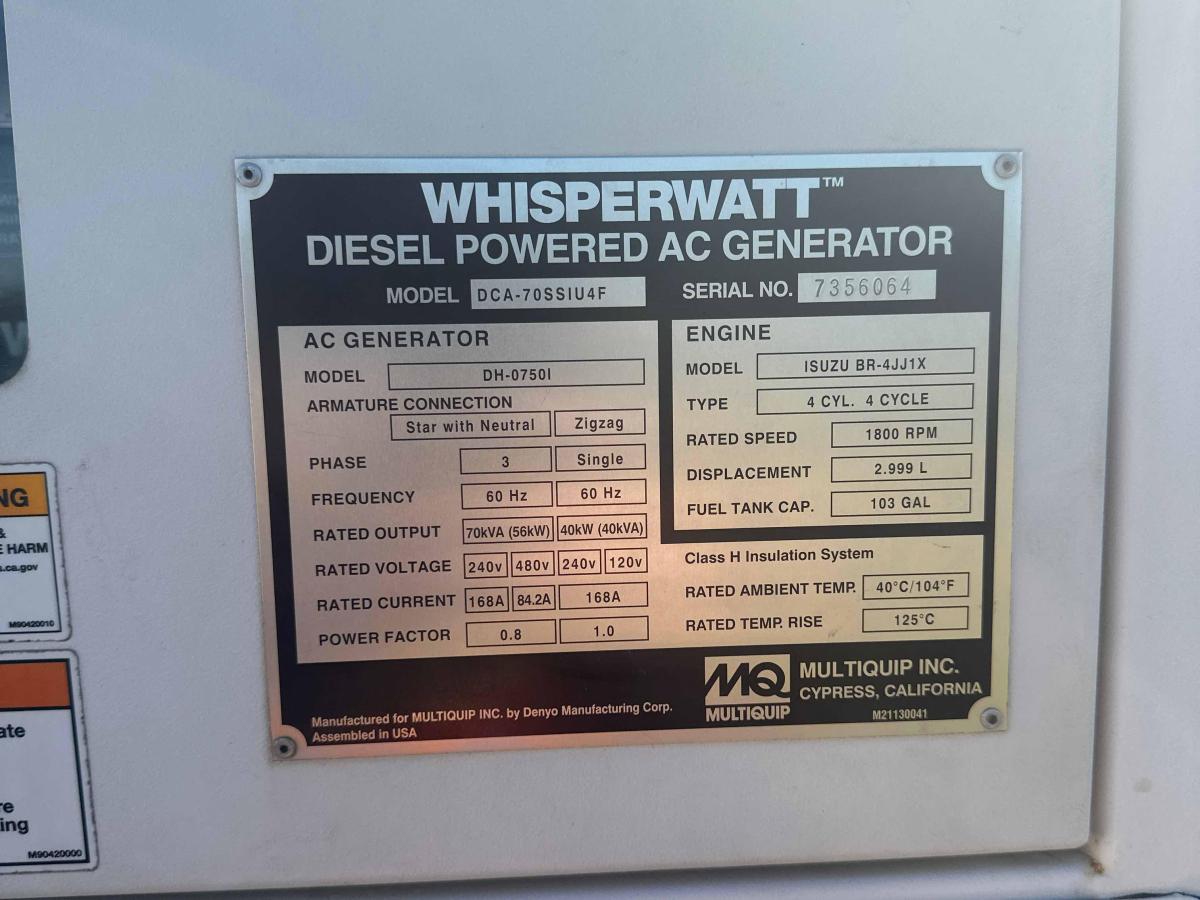 WHISPERWATT™
DIESEL POWERED AC GENERATOR
MODEL DCA-70SSIU4F
SERIAL NO. 7356064
AC GENERATOR
MODEL DH-0750I
ARMATURE CONNECTION
Star with Neutral Zigzag
PHASE 3 Single
FREQUENCY 60 Hz 60 Hz
RATED OUTPUT 70kVA (56kW) 40kW (40kVA)
RATED VOLTAGE 240v 480v 240v 120v
RATED CURRENT 168A 84.2A 168A
POWER FACTOR 0.8 1.0
ENGINE
MODEL ISUZU BR-4JJ1X
TYPE 4 CYL. 4 CYCLE
RATED SPEED 1800 RPM
DISPLACEMENT 2.999 L
FUEL TANK CAP. 103 GAL
Class H Insulation System
RATED AMBIENT TEMP. 40°C/104°F
RATED TEMP. RISE 125°C
Manufactured for MULTIQUIP INC. by Denyo Manufacturing Corp.
Assembled in USA
MQ
MULTIQUIP
MULTIQUIP INC.
CYPRESS, CALIFORNIA
M21130041
NG
&
E HARM
s.ca.gov
M90420010
ate
re
ing
M90420000